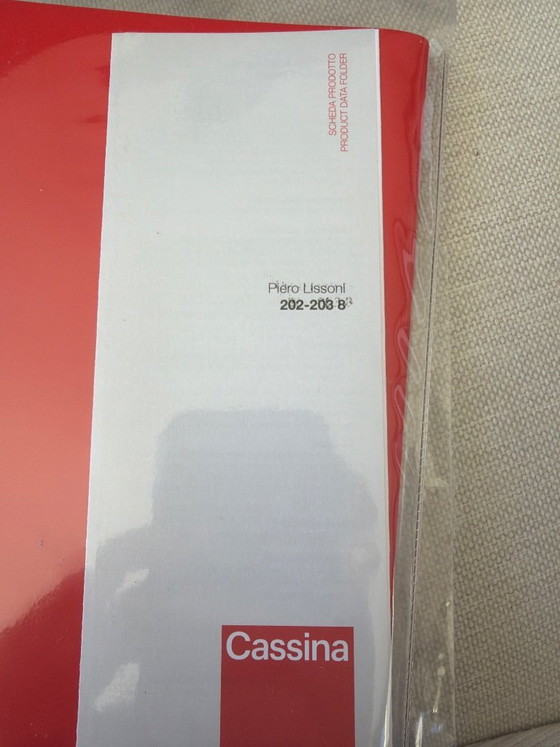 SCHEDA PRODOTTO
PRODUCT DATA FOLDER
Piero Lissoni
202-203 8
Cassina